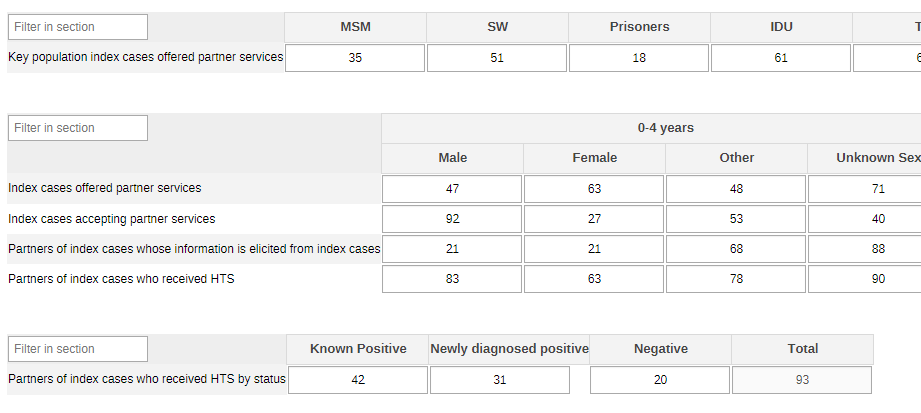 Filter in section MSM SW Prisoners IDU
Key population index cases offered partner services 35 51 18 61
Filter in section 0-4 years
Male Female Other Unknown Sex
Index cases offered partner services 47 63 48 71
Index cases accepting partner services 92 27 53 40
Partners of index cases whose information is elicited from index cases 21 21 68 88
Partners of index cases who received HTS 83 63 78 90
Filter in section Known Positive Newly diagnosed positive Negative Total
Partners of index cases who received HTS by status 42 31 20 93